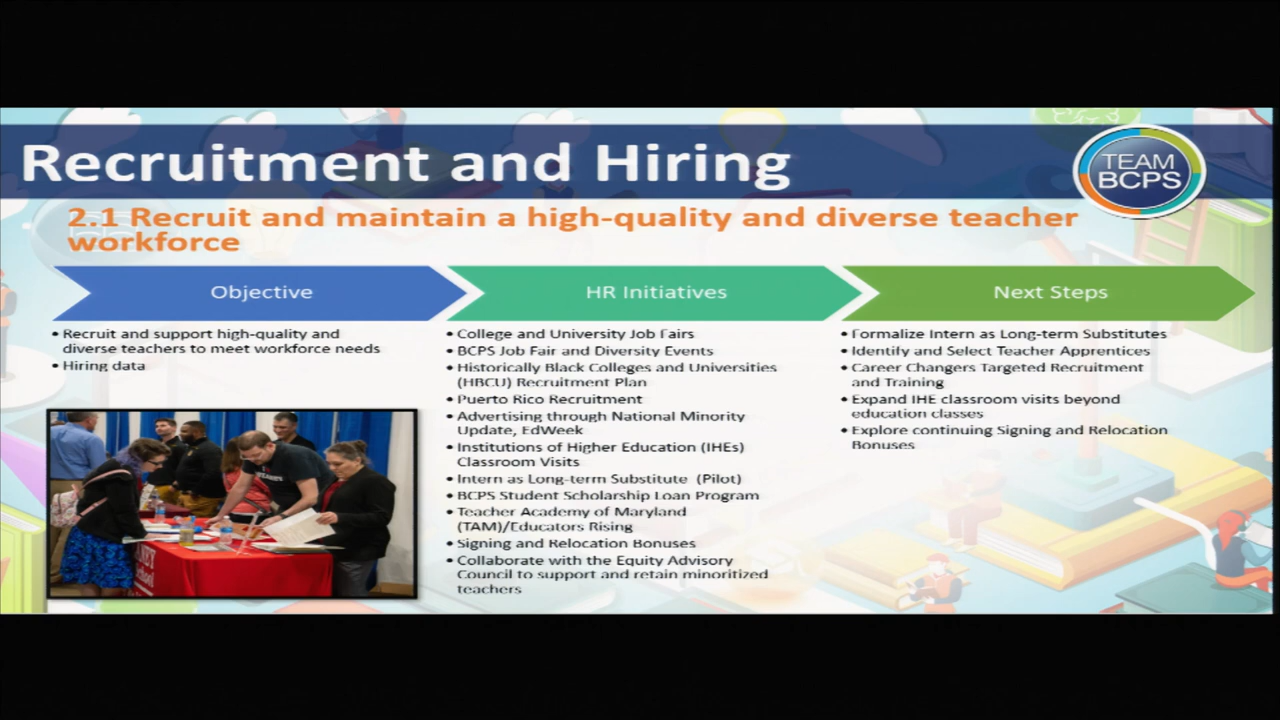 Recruitment and Hiring
TEAM
BCPS
2.1 Recruit and maintain a high-quality and diverse teacher
workforce
Objective
• Recruit and support high-quality and
diverse teachers to meet workforce needs
• Hiring data
HR Initiatives
• College and University Job Fairs
• BCPS Job Fair and Diversity Events
• Historically Black Colleges and Universities
(HBCU) Recruitment Plan
• Puerto Rico Recruitment
• Advertising through National Minority
Update, EdWeek
• Institutions of Higher Education (IHEs)
Classroom Visits
• Intern as Long-term Substitute (Pilot)
• BCPS Student Scholarship Loan Program
• Teacher Academy of Maryland
(TAM)/Educators Rising
• Signing and Relocation Bonuses
• Collaborate with the Equity Advisory
Council to support and retain minoritized
teachers
Next Steps
• Formalize Intern as Long-term Substitutes
• Identify and Select Teacher Apprentices
• Career Changers Targeted Recruitment
and Training
• Expand IHE classroom visits beyond
education classes
• Explore continuing Signing and Relocation
Bonuses